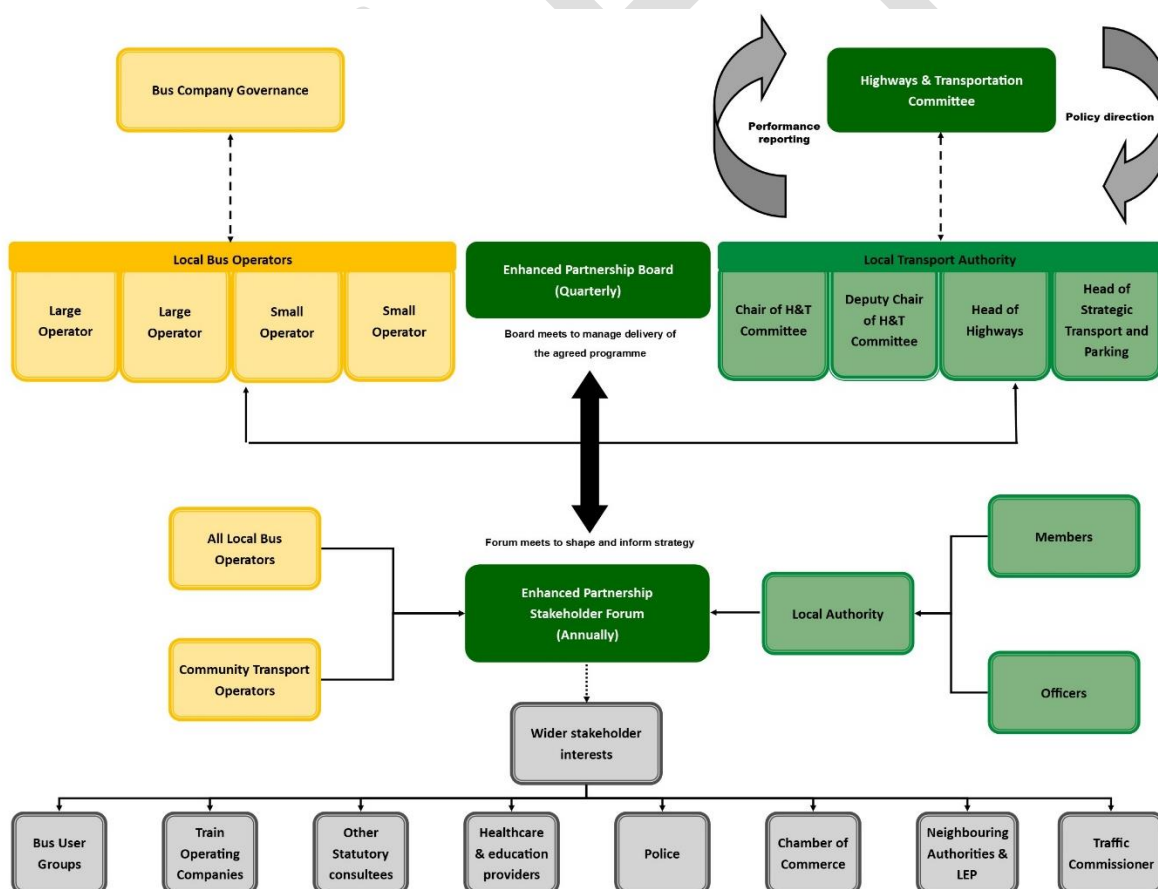 Bus Company Governance
Highways & Transportation
Committee
Performance
reporting
Policy direction
Local Bus Operators
Large
Operator
Large
Operator
Small
Operator
Small
Operator
Enhanced Partnership Board
(Quarterly)
Board meets to manage delivery of
the agreed programme
Local Transport Authority
Chair of H&T
Committee
Deputy Chair
of H&T
Committee
Head of
Highways
Head of
Strategic
Transport and
Parking
All Local Bus
Operators
Community Transport
Operators
Forum meets to shape and inform strategy
Enhanced Partnership
Stakeholder Forum
(Annually)
Local Authority
Members
Officers
Wider stakeholder
interests
Bus User
Groups
Train
Operating
Companies
Other
Statutory
consultees
Healthcare
& education
providers
Police
Chamber of
Commerce
Neighbouring
Authorities &
LEP
Traffic
Commissioner